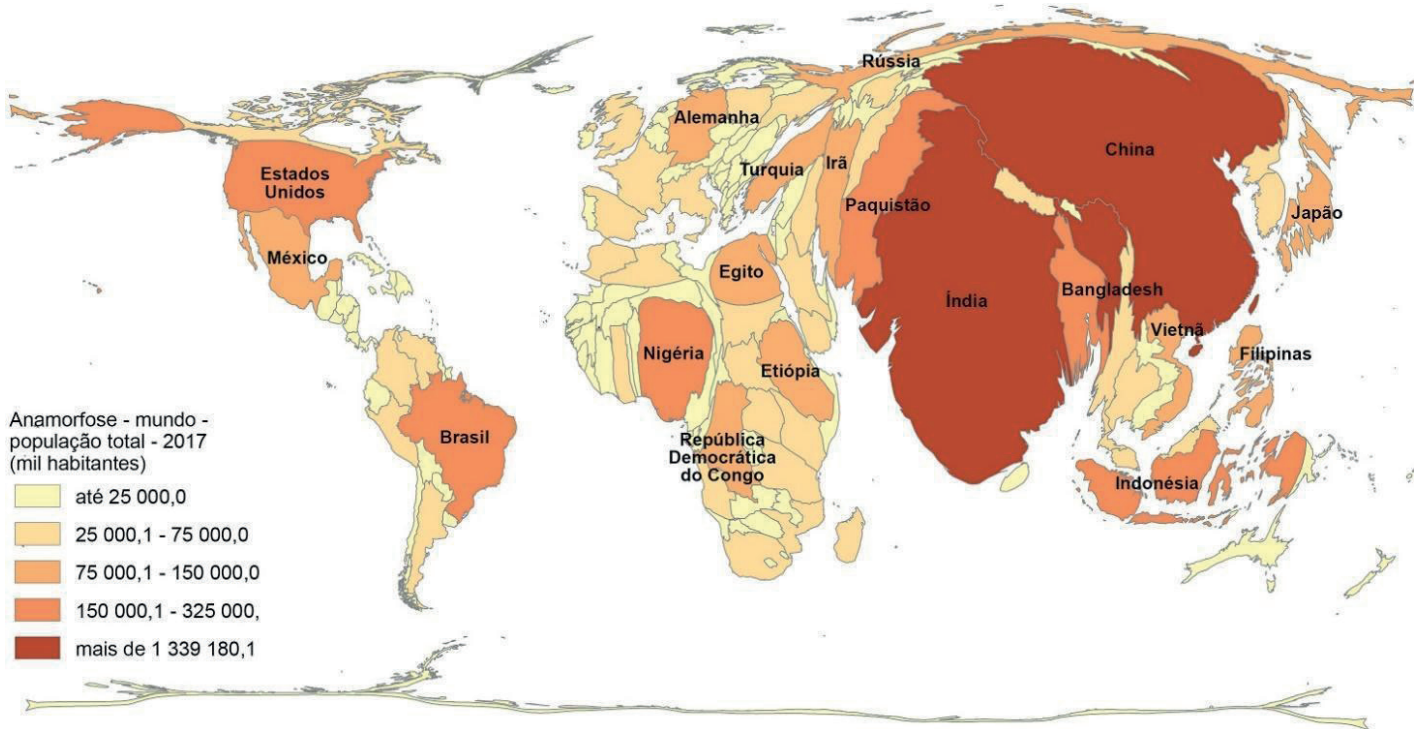 Rússia
Alemanha
China
Turquia
Irã
Estados
Unidos
Paquistão
Japão
México
Egito
Índia
Bangladesh
Vietnã
Nigéria
Filipinas
Etiópia
Brasil
República
Democrática
do Congo
Indonésia
Anamorfose - mundo -
população total - 2017
(mil habitantes)
até 25 000,0
25 000,1 - 75 000,0
75 000,1 - 150 000,0
150 000,1 - 325 000,
mais de 1 339 180,1